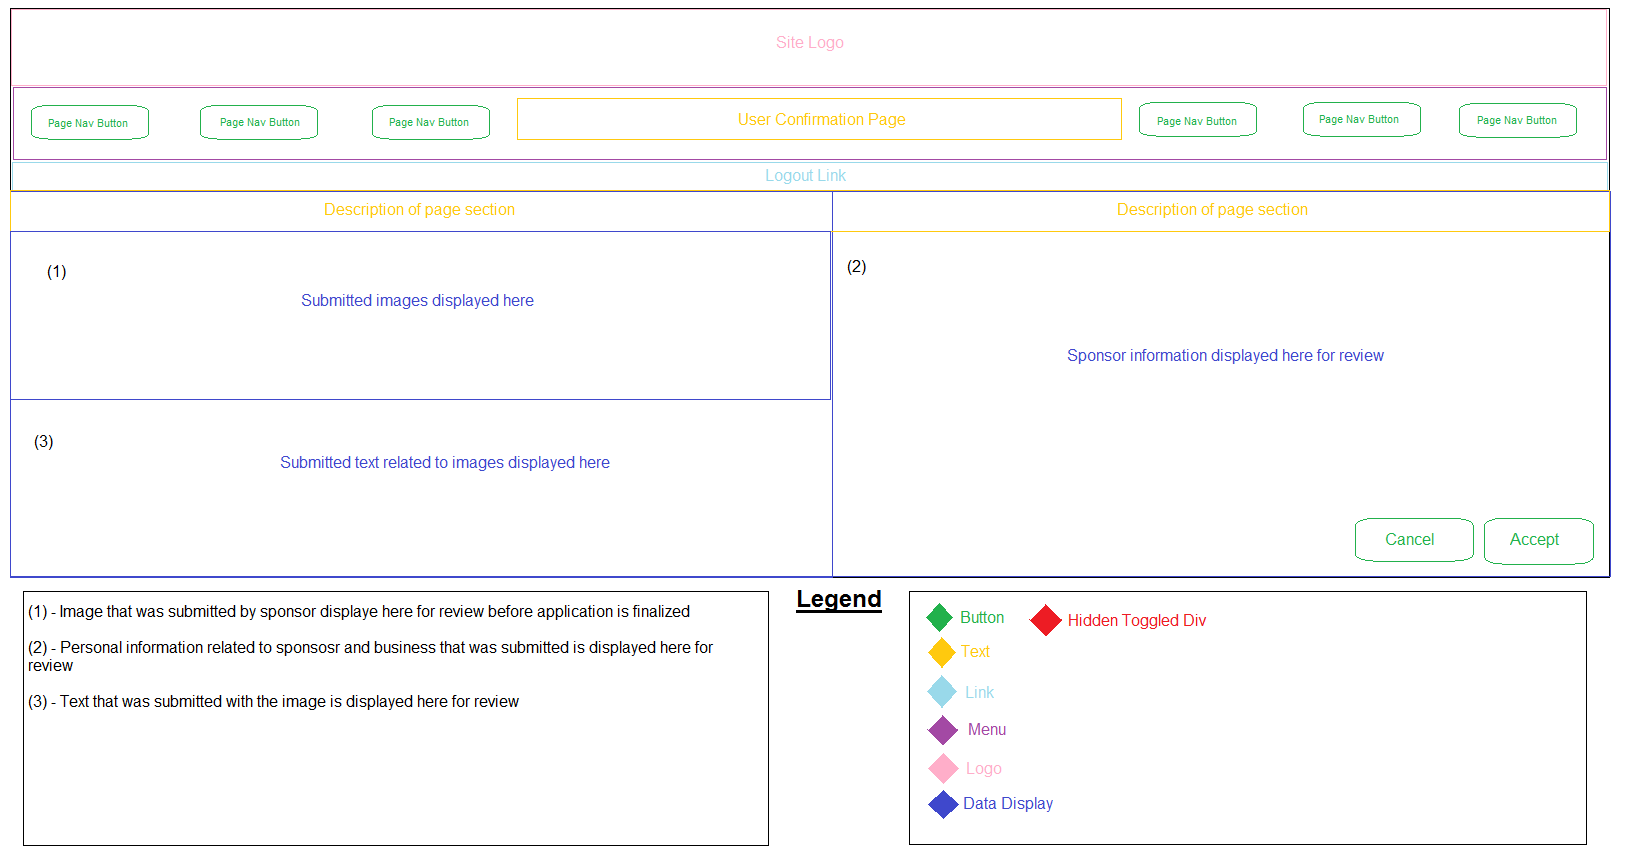 Site Logo
Page Nav Button
Page Nav Button
Page Nav Button
User Confirmation Page
Page Nav Button
Page Nav Button
Page Nav Button
Logout Link
Description of page section
Description of page section
(1)
Submitted images displayed here
(2)
Sponsor information displayed here for review
(3)
Submitted text related to images displayed here
Cancel
Accept
(1) - Image that was submitted by sponsor displaye here for review before application is finalized
(2) - Personal information related to sponsosr and business that was submitted is displayed here for
review
(3) - Text that was submitted with the image is displayed here for review
Legend
Button
Hidden Toggled Div
Text
Link
Menu
Logo
Data Display